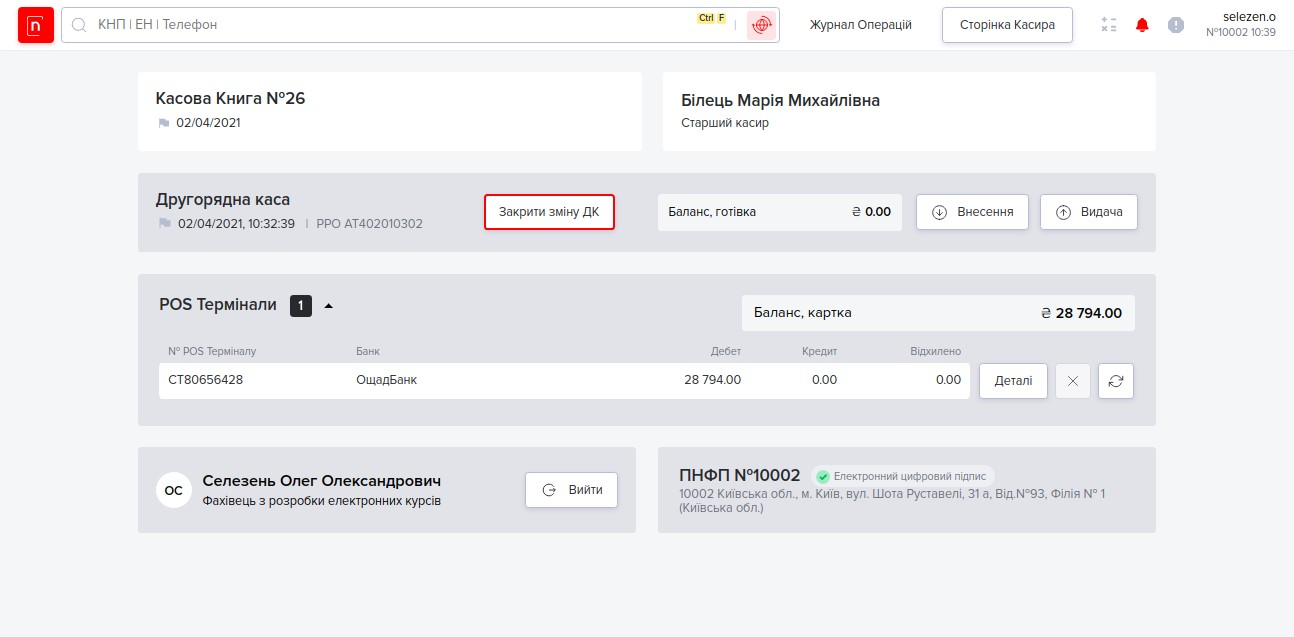 n
КНП | ЕН | Телефон
Ctrl F
Журнал Операцій
Сторінка Касира
selezen.o
№10002 10:39
Касова Книга №26
02/04/2021
Білець Марія Михайлівна
Старший касир
Другорядна каса
02/04/2021, 10:32:39 | РРО АТ402010302
Закрити зміну ДК
Баланс, готівка ₴ 0.00
Внесення
Видача
POS Термінали 1
Баланс, картка ₴ 28 794.00
№ POS Терміналу Банк Дебет Кредит Відхилено
СТ80656428 ОщадБанк 28 794.00 0.00 0.00
Деталі
ОС
Селезень Олег Олександрович
Фахівець з розробки електронних курсів
Вийти
ПНФП №10002
Електронний цифровий підпис
10002 Київська обл., м. Київ, вул. Шота Руставелі, 31 а, Від.№93, Філія № 1
(Київська обл.)